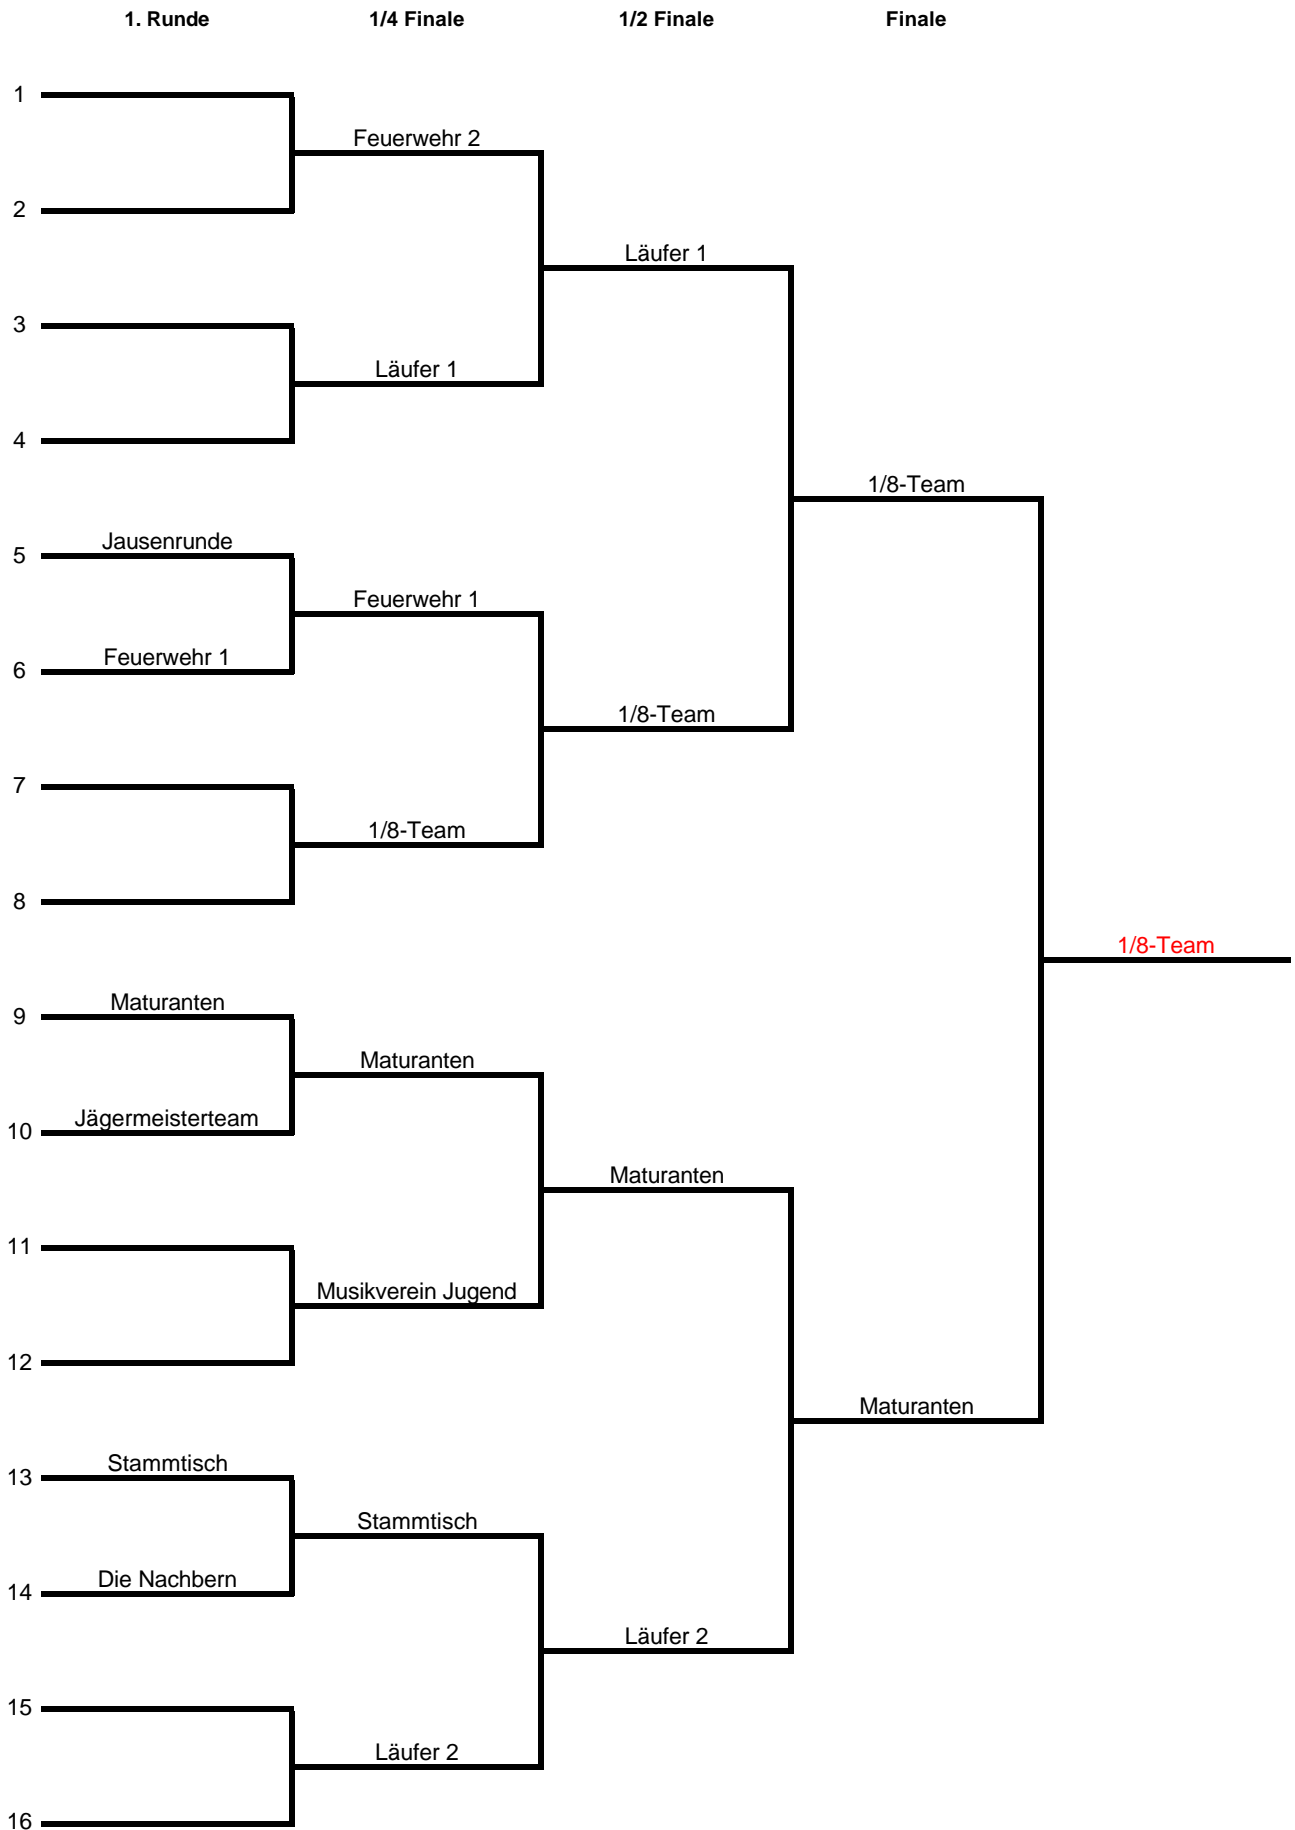 1. Runde 1/4 Finale 1/2 Finale Finale
1
Feuerwehr 2
2
Läufer 1
3
Läufer 1
4
1/8-Team
Jausenrunde
5
Feuerwehr 1
Feuerwehr 1
6
1/8-Team
7
1/8-Team
8
1/8-Team
Maturanten
9
Maturanten
Jägermeisterteam
10
Maturanten
11
Musikverein Jugend
12
Maturanten
Stammtisch
13
Stammtisch
Die Nachbern
14
Läufer 2
15
Läufer 2
16